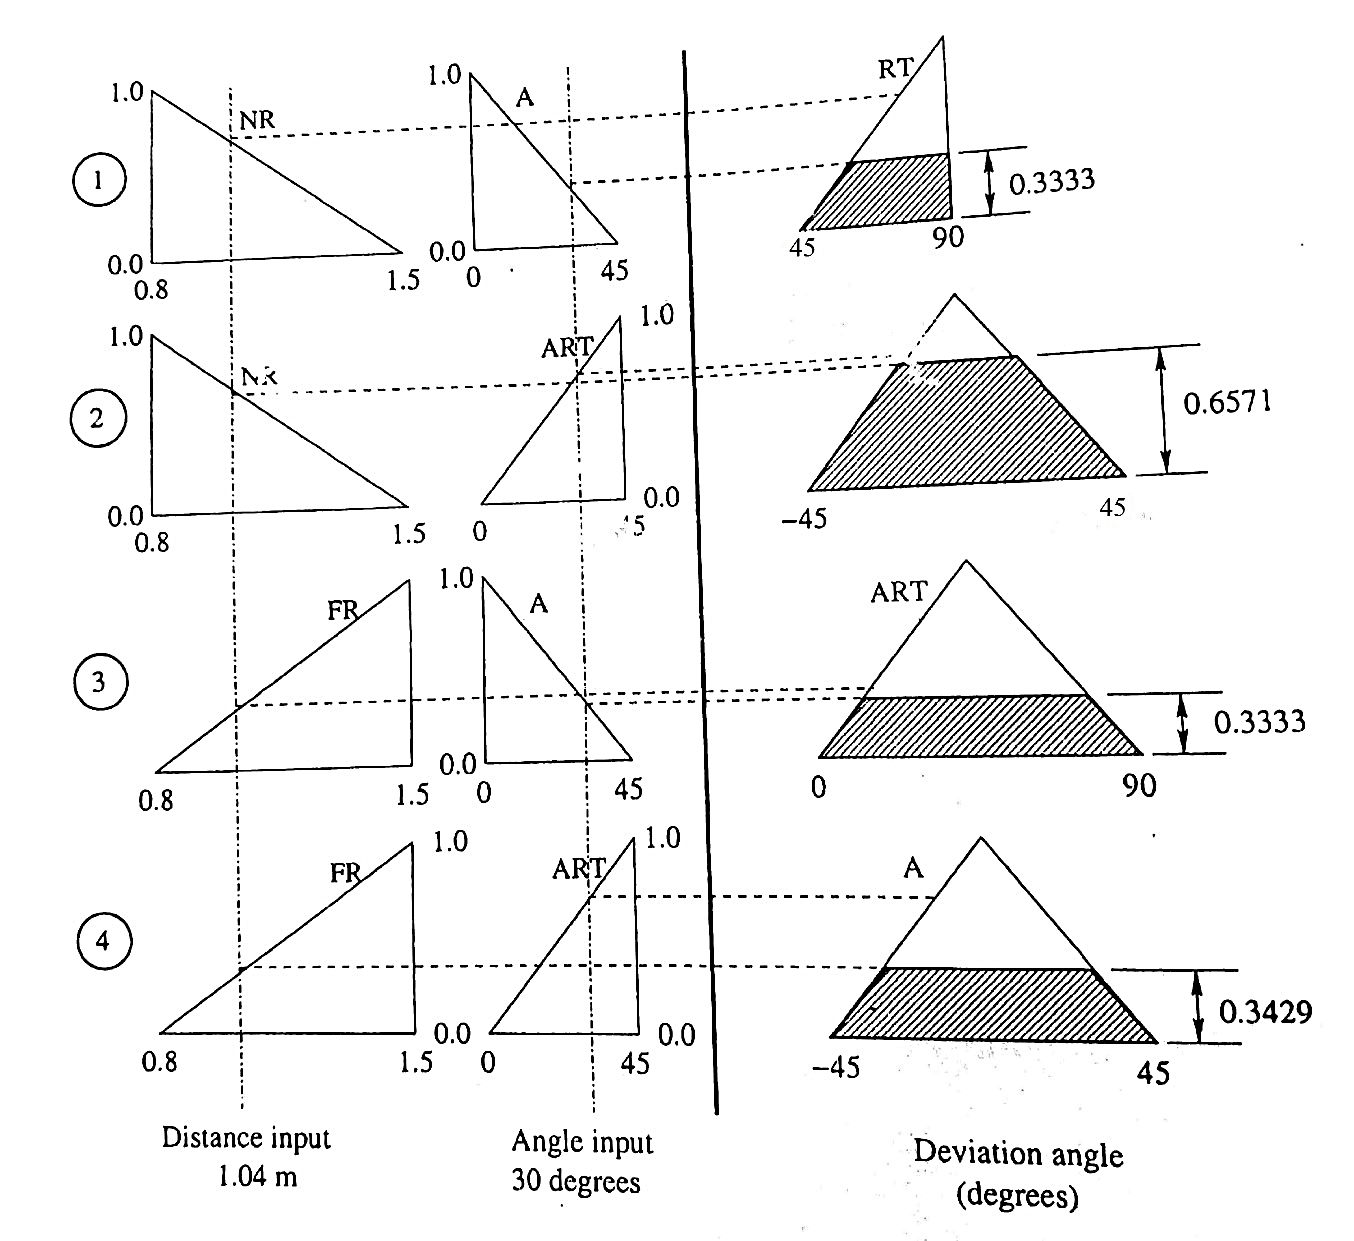 1.0 NR 1.0 A RT
1 0.3333
0.0 0.0 45 90
0.8 1.5 0 45
1.0 NR ART 1.0
2 0.6571
0.0 0.0
0.8 1.5 0 -45 45
FR 1.0 A ART
3 0.3333
0.0
0.8 1.5 0 45 0 90
FR 1.0 ART 1.0 A
4 0.3429
0.0 0.0
0.8 1.5 0 45 -45 45
Distance input Angle input Deviation angle
1.04 m 30 degrees (degrees)